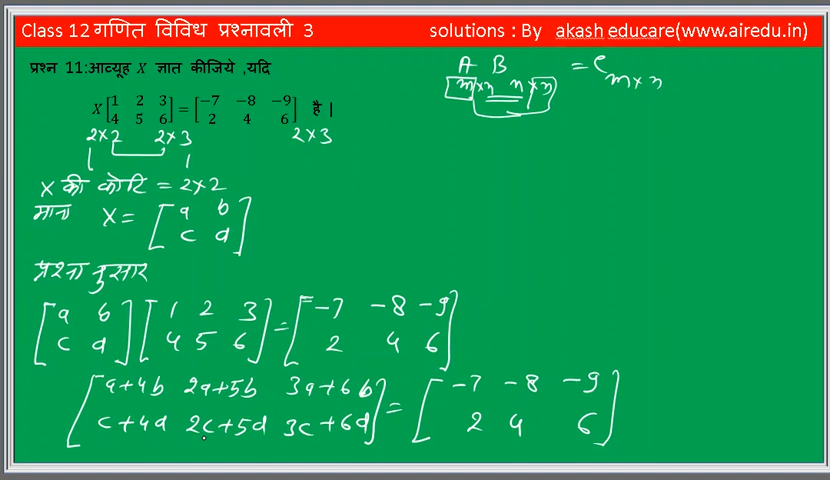 Class 12 गणित विविध प्रश्नावली 3 solutions : By akash educare(www.airedu.in)
प्रश्न 11:आव्यूह X ज्ञात कीजिये ,यदि
A B = C m×n
m×n n×n
X [1 2 3 = [−7 −8 −9 है |
4 5 6] 2 4 6]
2×2 2×3 2×3
X की कोटि = 2×2
माना X = [a b
c d]
प्रश्नानुसार
[a b [1 2 3 = [−7 −8 −9
c d] 4 5 6] 2 4 6]
[a+4b 2a+5b 3a+6b = [−7 −8 −9
c+4d 2c+5d 3c+6d] 2 4 6]